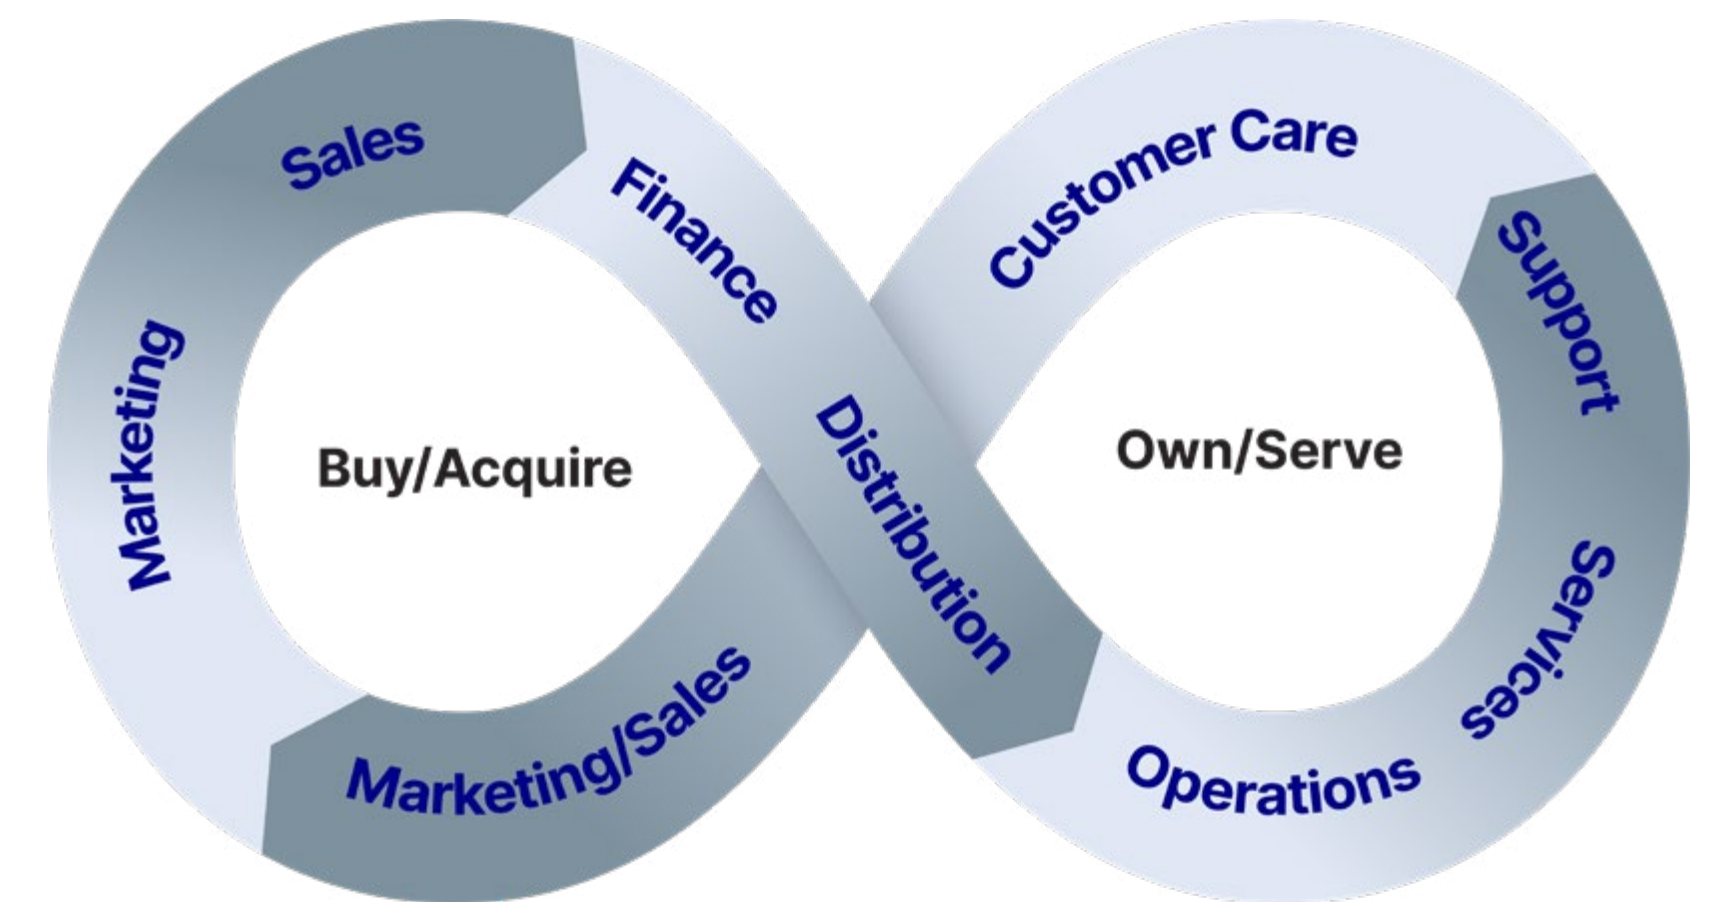 Sales
Finance
Customer Care
Support
Marketing
Buy/Acquire
Distribution
Own/Serve
Services
Marketing/Sales
Operations